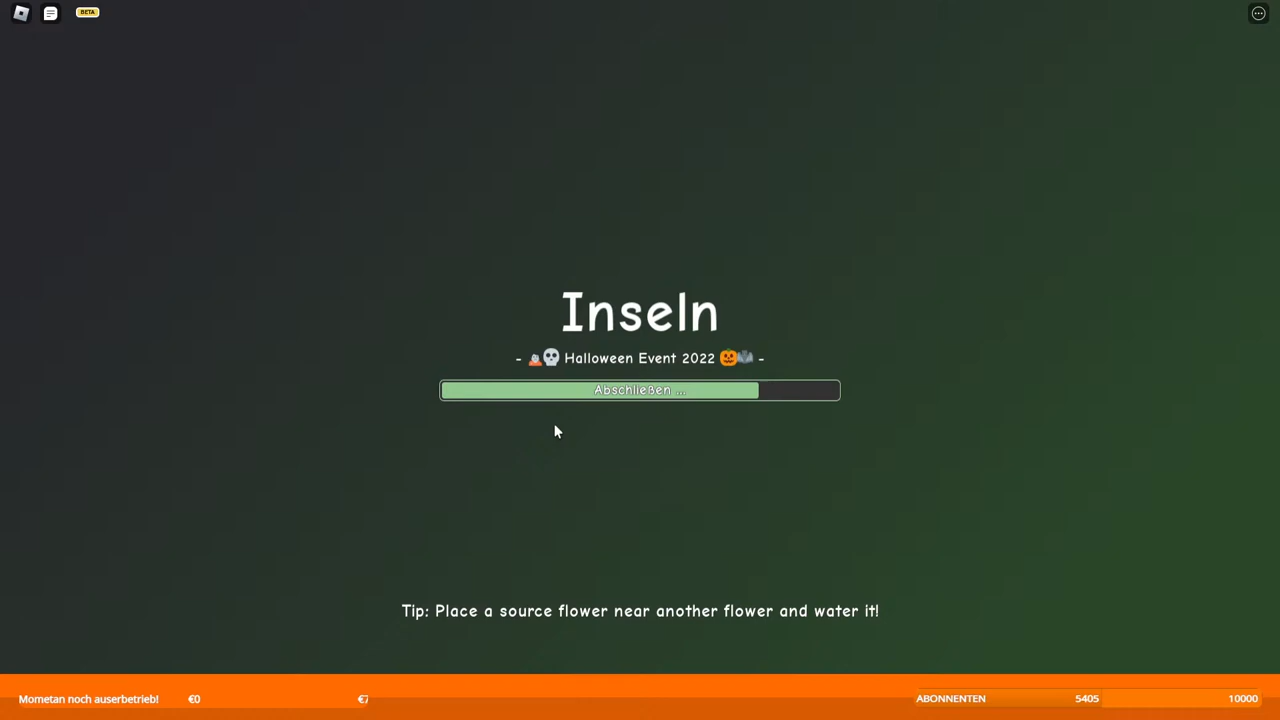 BETA
Inseln
- Halloween Event 2022 -
Abschließen ...
Tip: Place a source flower near another flower and water it!
Mometan noch auserbetrieb! €0 €7 ABONNENTEN 5405 10000